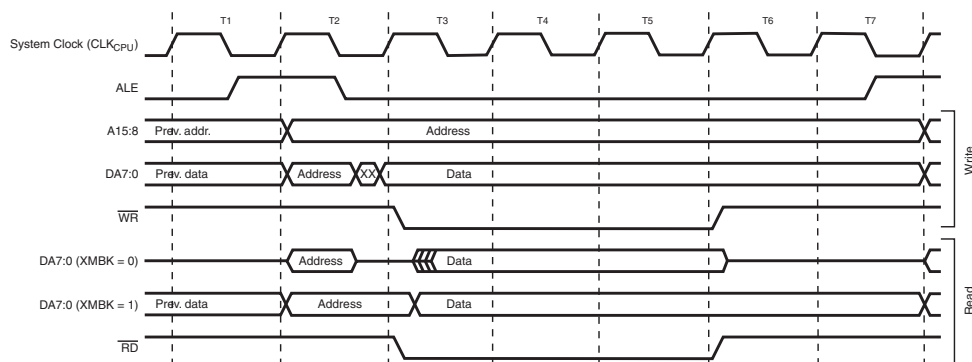 T1 T2 T3 T4 T5 T6 T7
System Clock (CLKCPU)
ALE
A15:8 Prev. addr. Address
DA7:0 Prev. data Address XX Data
WR
Write
DA7:0 (XMBK = 0) Address Data
DA7:0 (XMBK = 1) Prev. data Address Data
RD
Read